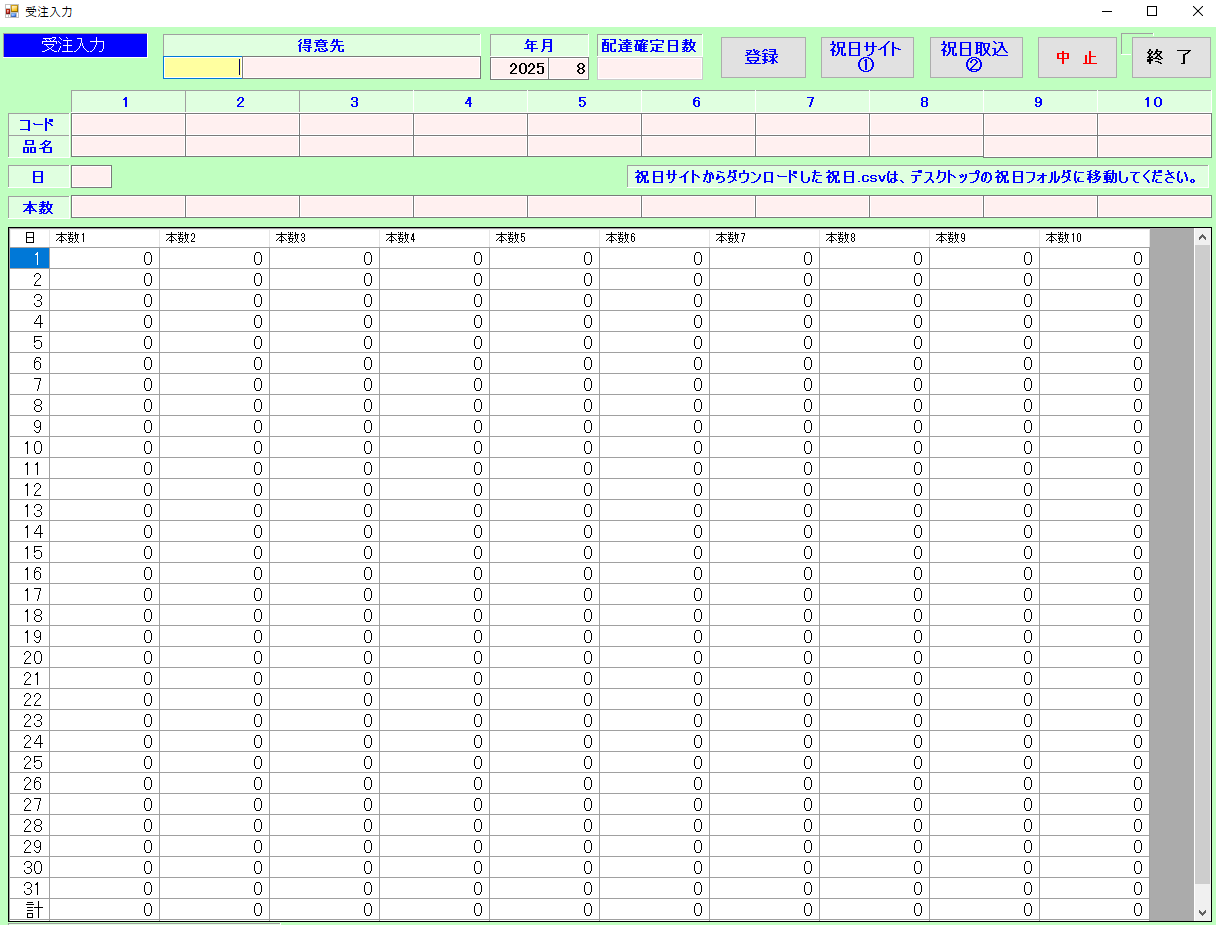 受注入力
受注入力 得意先 年月 配達確定日数 登録 祝日サイト① 祝日取込② 中 止 終 了
2025 8
1 2 3 4 5 6 7 8 9 10
コード
品名
日 祝日サイトからダウンロードした祝日.csvは、デスクトップの祝日フォルダに移動してください。
本数
日 本数1 本数2 本数3 本数4 本数5 本数6 本数7 本数8 本数9 本数10
1 0 0 0 0 0 0 0 0 0 0
2 0 0 0 0 0 0 0 0 0 0
3 0 0 0 0 0 0 0 0 0 0
4 0 0 0 0 0 0 0 0 0 0
5 0 0 0 0 0 0 0 0 0 0
6 0 0 0 0 0 0 0 0 0 0
7 0 0 0 0 0 0 0 0 0 0
8 0 0 0 0 0 0 0 0 0 0
9 0 0 0 0 0 0 0 0 0 0
10 0 0 0 0 0 0 0 0 0 0
11 0 0 0 0 0 0 0 0 0 0
12 0 0 0 0 0 0 0 0 0 0
13 0 0 0 0 0 0 0 0 0 0
14 0 0 0 0 0 0 0 0 0 0
15 0 0 0 0 0 0 0 0 0 0
16 0 0 0 0 0 0 0 0 0 0
17 0 0 0 0 0 0 0 0 0 0
18 0 0 0 0 0 0 0 0 0 0
19 0 0 0 0 0 0 0 0 0 0
20 0 0 0 0 0 0 0 0 0 0
21 0 0 0 0 0 0 0 0 0 0
22 0 0 0 0 0 0 0 0 0 0
23 0 0 0 0 0 0 0 0 0 0
24 0 0 0 0 0 0 0 0 0 0
25 0 0 0 0 0 0 0 0 0 0
26 0 0 0 0 0 0 0 0 0 0
27 0 0 0 0 0 0 0 0 0 0
28 0 0 0 0 0 0 0 0 0 0
29 0 0 0 0 0 0 0 0 0 0
30 0 0 0 0 0 0 0 0 0 0
31 0 0 0 0 0 0 0 0 0 0
計 0 0 0 0 0 0 0 0 0 0